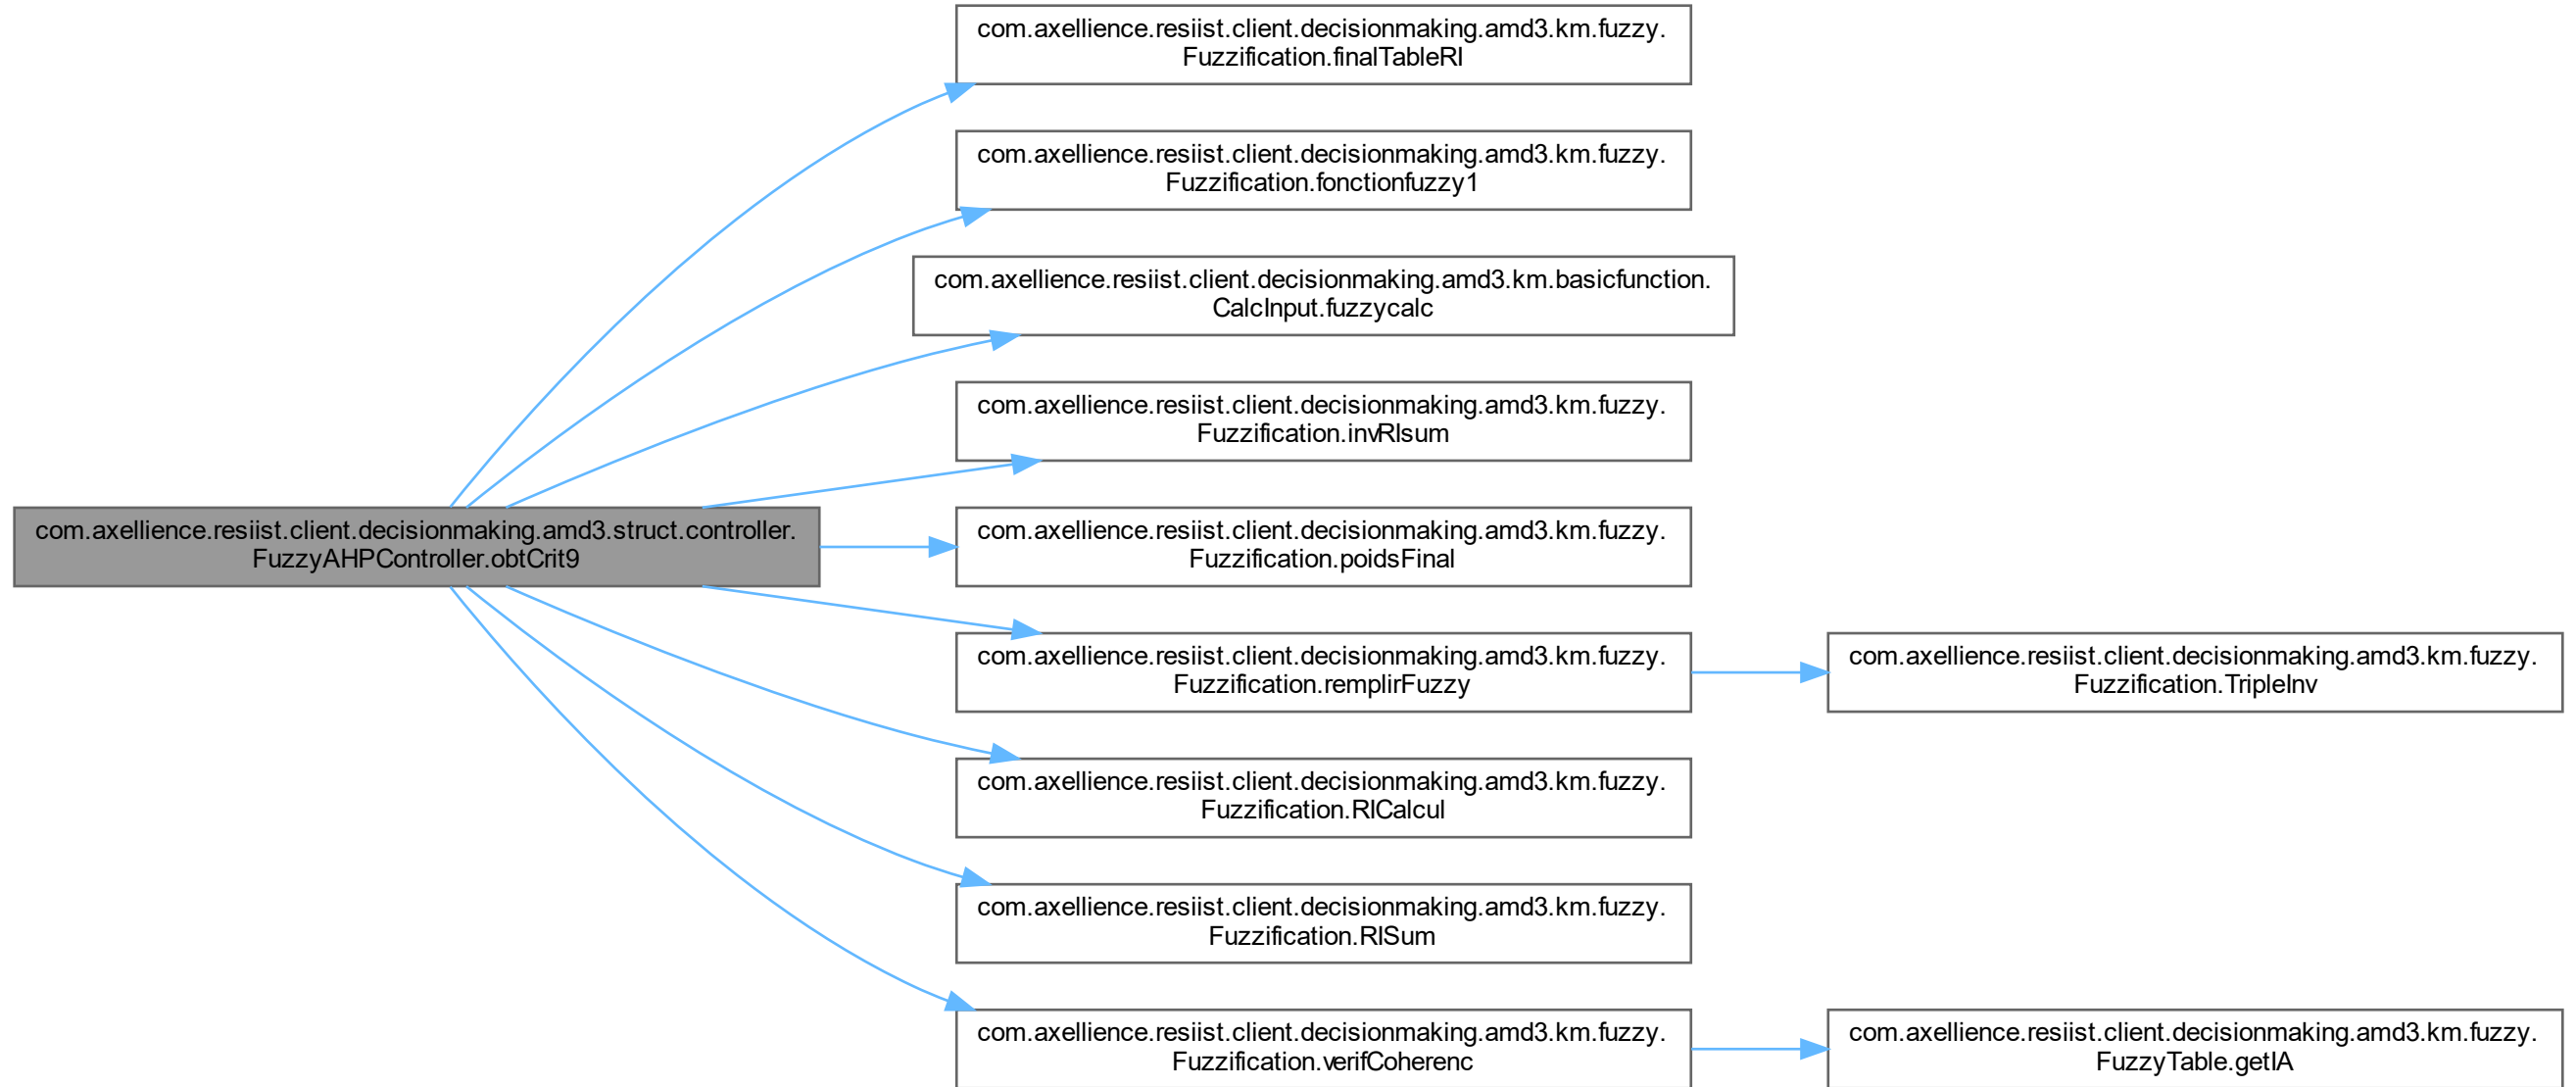 com.axellience.resiist.client.decisionmaking.amd3.struct.controller.
FuzzyAHPController.obtCrit9
com.axellience.resiist.client.decisionmaking.amd3.km.fuzzy.
Fuzzification.finalTableRI
com.axellience.resiist.client.decisionmaking.amd3.km.fuzzy.
Fuzzification.fonctionfuzzy1
com.axellience.resiist.client.decisionmaking.amd3.km.basicfunction.
CalcInput.fuzzycalc
com.axellience.resiist.client.decisionmaking.amd3.km.fuzzy.
Fuzzification.invRIsum
com.axellience.resiist.client.decisionmaking.amd3.km.fuzzy.
Fuzzification.poidsFinal
com.axellience.resiist.client.decisionmaking.amd3.km.fuzzy.
Fuzzification.remplirFuzzy
com.axellience.resiist.client.decisionmaking.amd3.km.fuzzy.
Fuzzification.TripleInv
com.axellience.resiist.client.decisionmaking.amd3.km.fuzzy.
Fuzzification.RICalcul
com.axellience.resiist.client.decisionmaking.amd3.km.fuzzy.
Fuzzification.RISum
com.axellience.resiist.client.decisionmaking.amd3.km.fuzzy.
Fuzzification.verifCoherenc
com.axellience.resiist.client.decisionmaking.amd3.km.fuzzy.
FuzzyTable.getIA